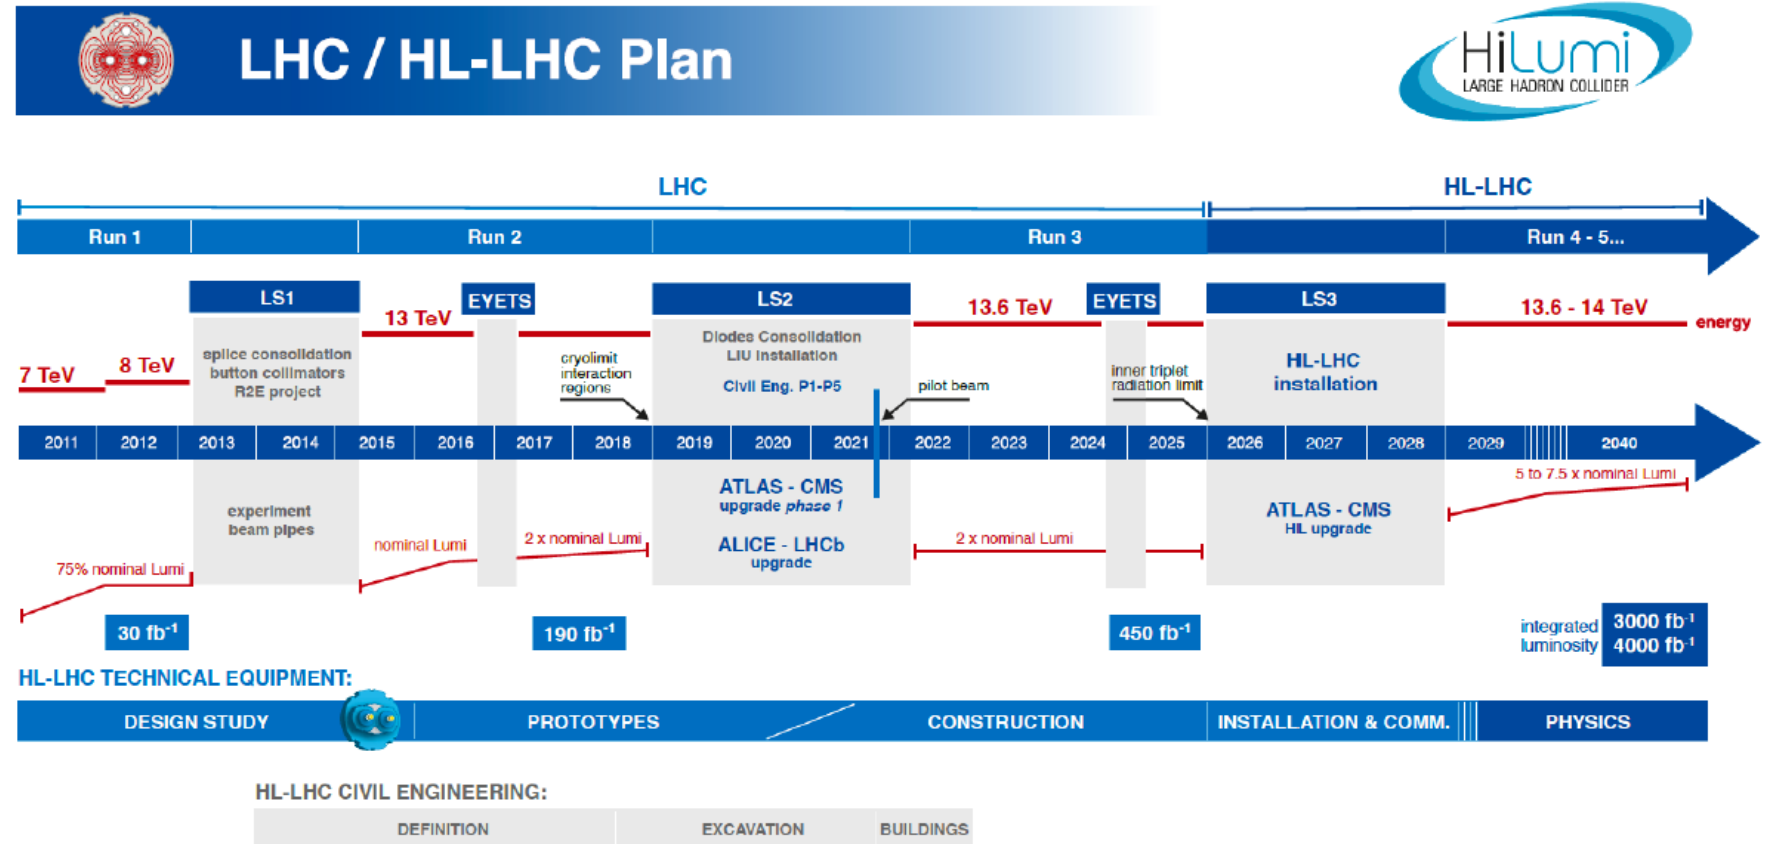 LHC / HL-LHC Plan
HiLumi
LARGE HADRON COLLIDER
LHC
HL-LHC
Run 1
Run 2
Run 3
Run 4 - 5...
LS1
EYETS
LS2
EYETS
LS3
13 TeV
13.6 TeV
13.6 - 14 TeV
energy
7 TeV
8 TeV
splice consolidation
button collimators
R2E project
cryolimit
interaction
regions
Diodes Consolidation
LIU Installation
Civil Eng. P1-P5
pilot beam
inner triplet
radiation limit
HL-LHC
installation
2011
2012
2013
2014
2015
2016
2017
2018
2019
2020
2021
2022
2023
2024
2025
2026
2027
2028
2029
2040
experiment
beam pipes
ATLAS - CMS
upgrade phase 1
ALICE - LHCb
upgrade
ATLAS - CMS
HL upgrade
75% nominal Lumi
nominal Lumi
2 x nominal Lumi
2 x nominal Lumi
5 to 7.5 x nominal Lumi
30 fb-1
190 fb-1
450 fb-1
integrated
luminosity
3000 fb-1
4000 fb-1
HL-LHC TECHNICAL EQUIPMENT:
DESIGN STUDY
PROTOTYPES
CONSTRUCTION
INSTALLATION & COMM.
PHYSICS
HL-LHC CIVIL ENGINEERING:
DEFINITION
EXCAVATION
BUILDINGS